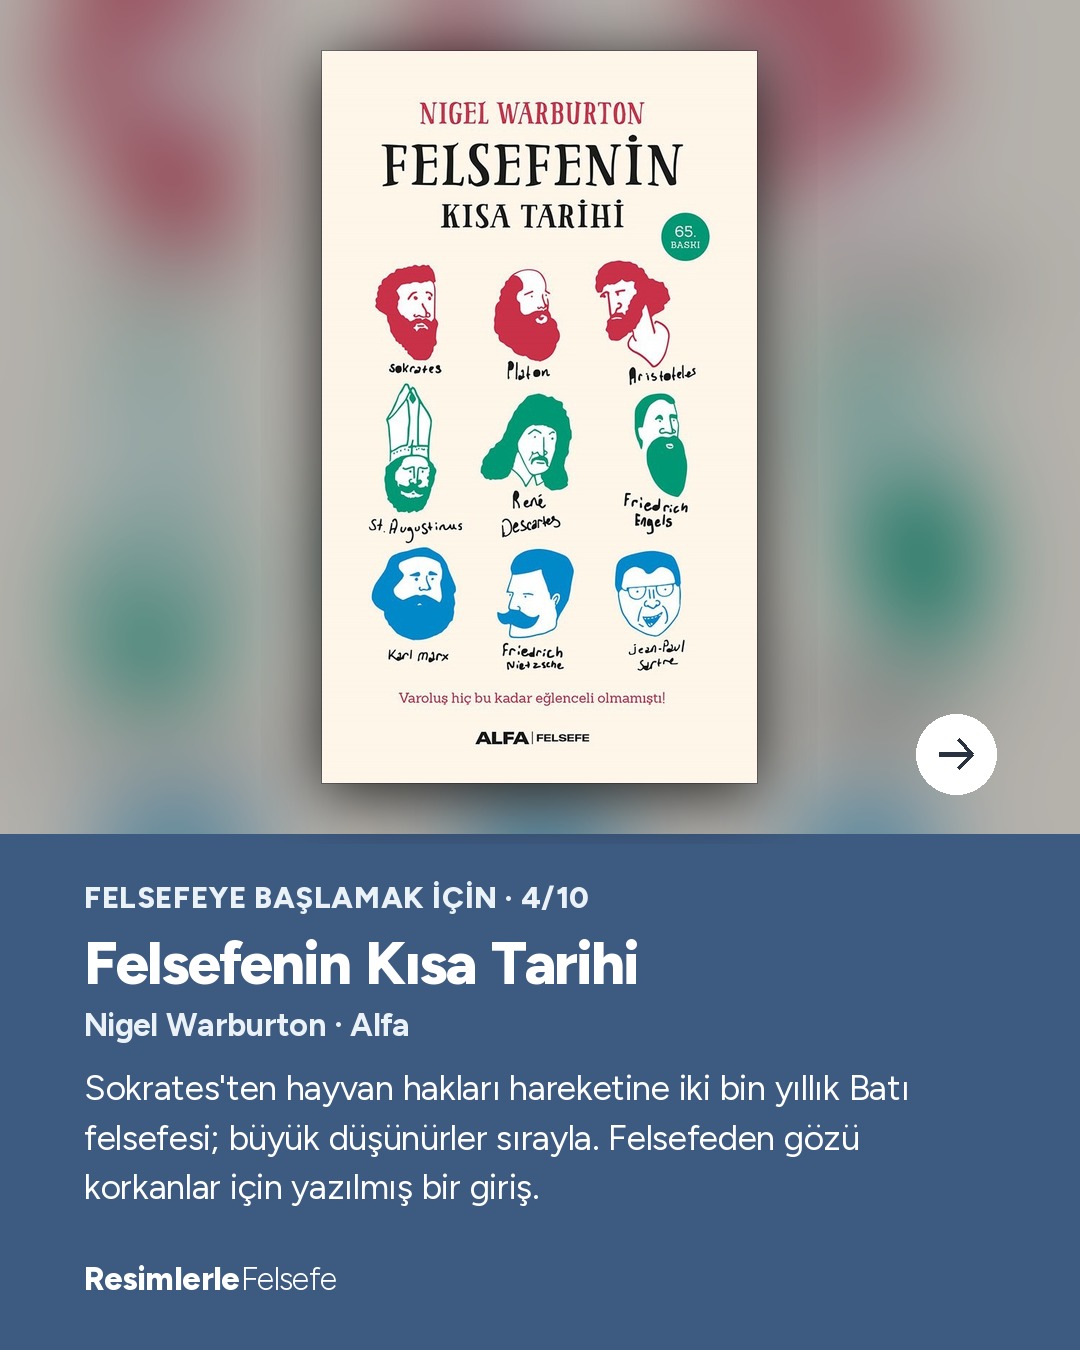 NIGEL WARBURTON
FELSEFENİN
KISA TARİHİ
65.
BASKI
Sokrates
Platon
Aristoteles
St. Augustinus
René
Descartes
Friedrich
Engels
Karl Marx
Friedrich
Nietzsche
jean-Paul
Sartre
Varoluş hiç bu kadar eğlenceli olmamıştı!
ALFA | FELSEFE
FELSEFEYE BAŞLAMAK İÇİN · 4/10
Felsefenin Kısa Tarihi
Nigel Warburton · Alfa
Sokrates'ten hayvan hakları hareketine iki bin yıllık Batı
felsefesi; büyük düşünürler sırayla. Felsefeden gözü
korkanlar için yazılmış bir giriş.
ResimlerleFelsefe